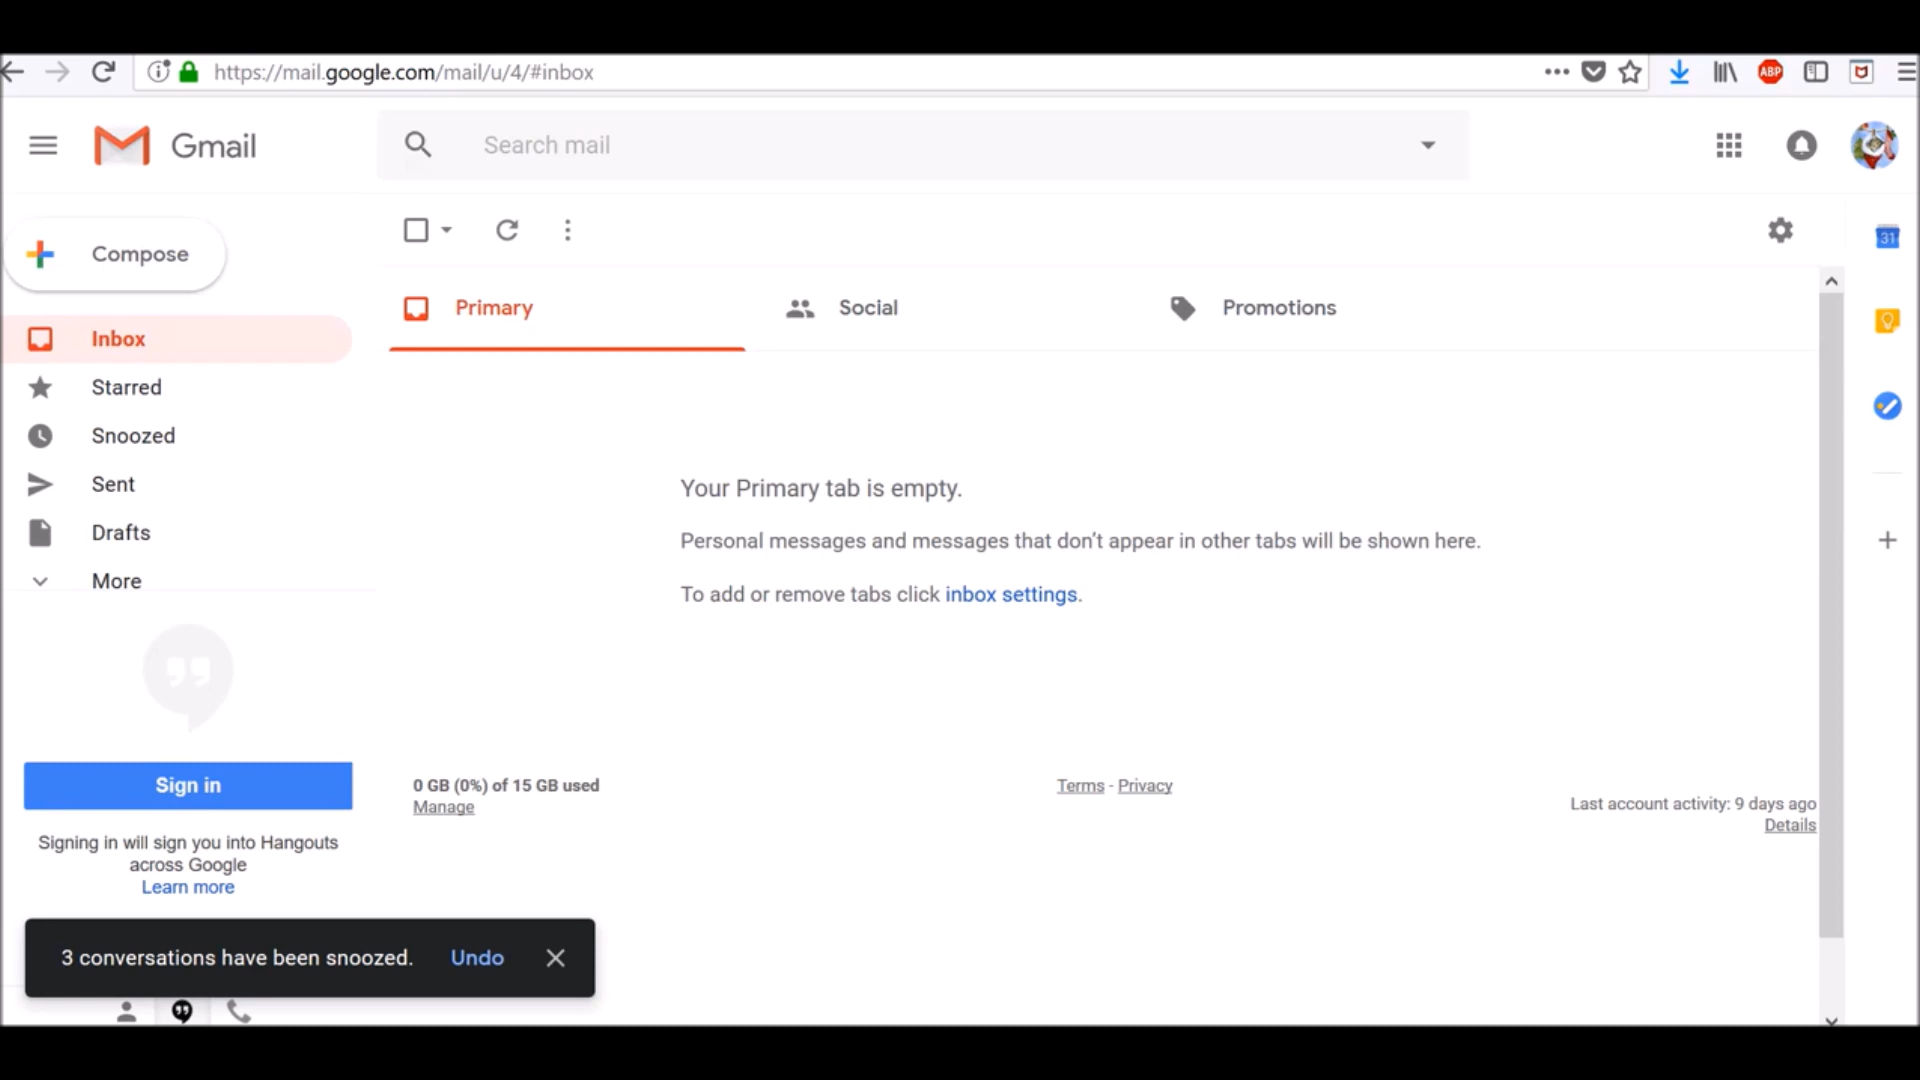 https://mail.google.com/mail/u/4/#inbox
ABP
Gmail
Search mail
Compose
31
Primary
Social
Promotions
Inbox
Starred
Snoozed
Sent
Drafts
More
Your Primary tab is empty.
Personal messages and messages that don’t appear in other tabs will be shown here.
To add or remove tabs click inbox settings.
Sign in
Signing in will sign you into Hangouts
across Google
Learn more
0 GB (0%) of 15 GB used
Manage
Terms - Privacy
Last account activity: 9 days ago
Details
3 conversations have been snoozed. Undo